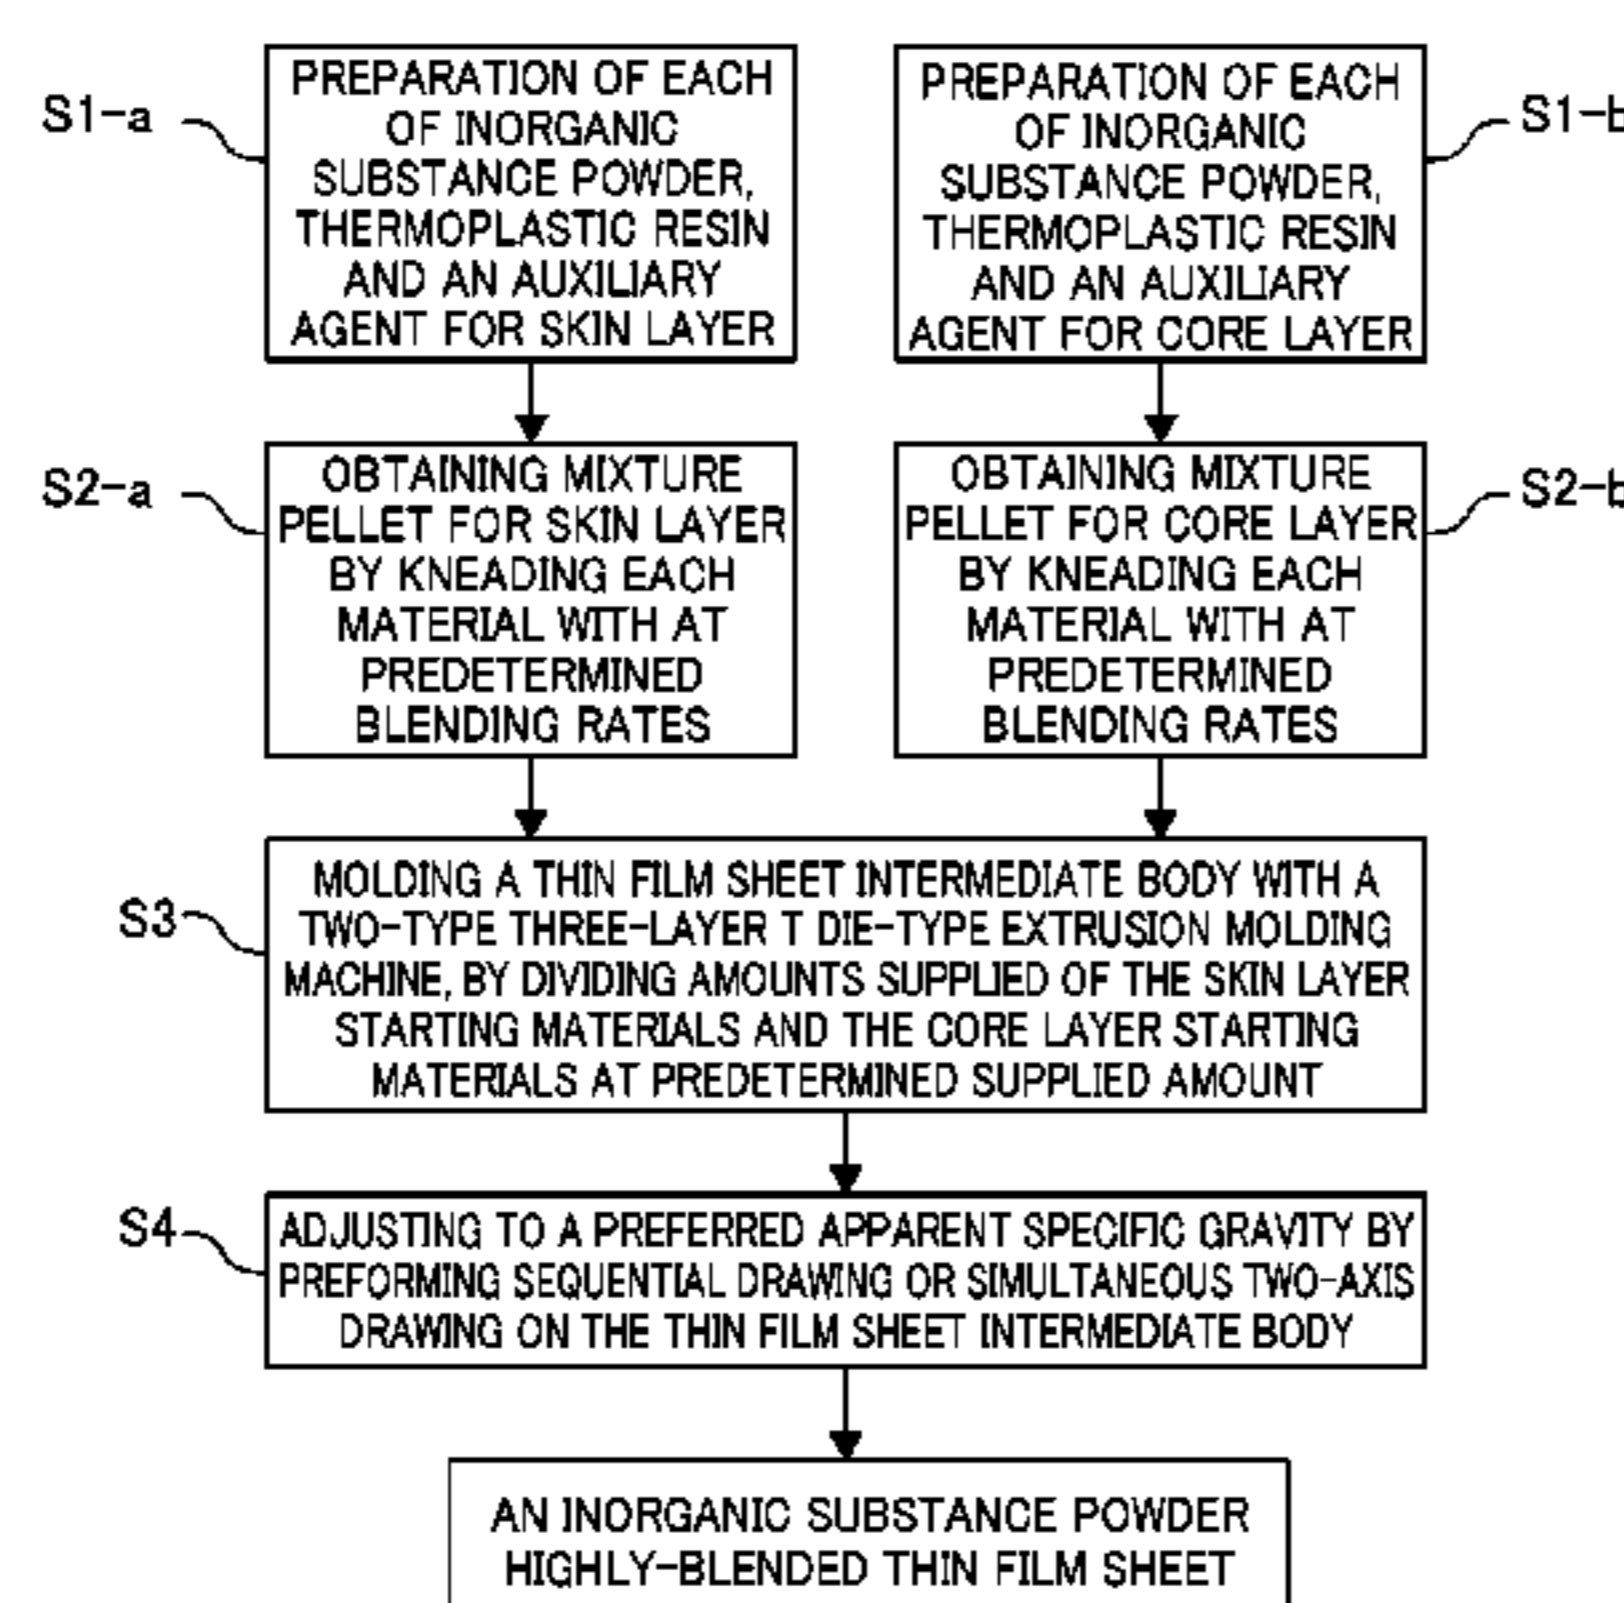 S1-a
PREPARATION OF EACH
OF INORGANIC
SUBSTANCE POWDER,
THERMOPLASTIC RESIN
AND AN AUXILIARY
AGENT FOR SKIN LAYER
PREPARATION OF EACH
OF INORGANIC
SUBSTANCE POWDER,
THERMOPLASTIC RESIN
AND AN AUXILIARY
AGENT FOR CORE LAYER
S1-b
S2-a
OBTAINING MIXTURE
PELLET FOR SKIN LAYER
BY KNEADING EACH
MATERIAL WITH AT
PREDETERMINED
BLENDING RATES
OBTAINING MIXTURE
PELLET FOR CORE LAYER
BY KNEADING EACH
MATERIAL WITH AT
PREDETERMINED
BLENDING RATES
S2-b
S3
MOLDING A THIN FILM SHEET INTERMEDIATE BODY WITH A
TWO-TYPE THREE-LAYER T DIE-TYPE EXTRUSION MOLDING
MACHINE, BY DIVIDING AMOUNTS SUPPLIED OF THE SKIN LAYER
STARTING MATERIALS AND THE CORE LAYER STARTING
MATERIALS AT PREDETERMINED SUPPLIED AMOUNT
S4
ADJUSTING TO A PREFERRED APPARENT SPECIFIC GRAVITY BY
PREFORMING SEQUENTIAL DRAWING OR SIMULTANEOUS TWO-AXIS
DRAWING ON THE THIN FILM SHEET INTERMEDIATE BODY
AN INORGANIC SUBSTANCE POWDER
HIGHLY-BLENDED THIN FILM SHEET